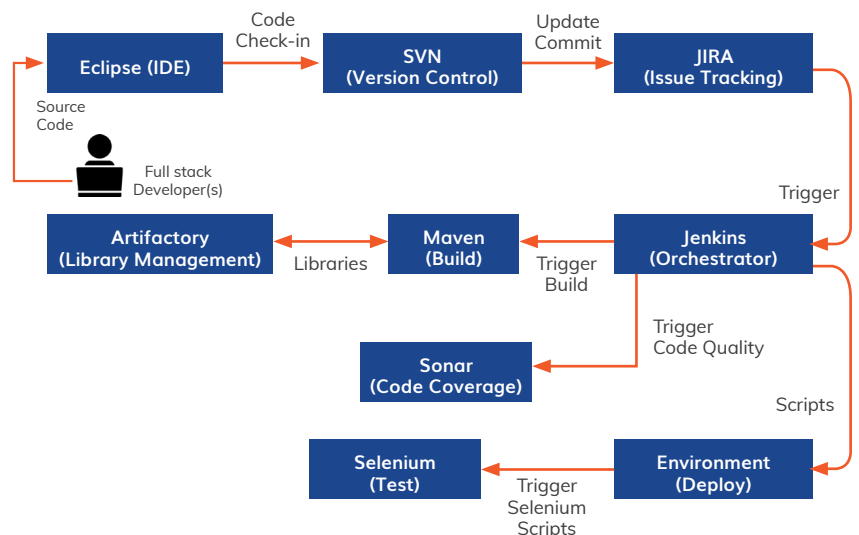 Code
Check-in
Update
Commit
Eclipse (IDE)
SVN
(Version Control)
JIRA
(Issue Tracking)
Source
Code
Full stack
Developer(s)
Trigger
Artifactory
(Library Management)
Libraries
Maven
(Build)
Trigger
Build
Jenkins
(Orchestrator)
Trigger
Code Quality
Sonar
(Code Coverage)
Scripts
Selenium
(Test)
Trigger
Selenium
Scripts
Environment
(Deploy)